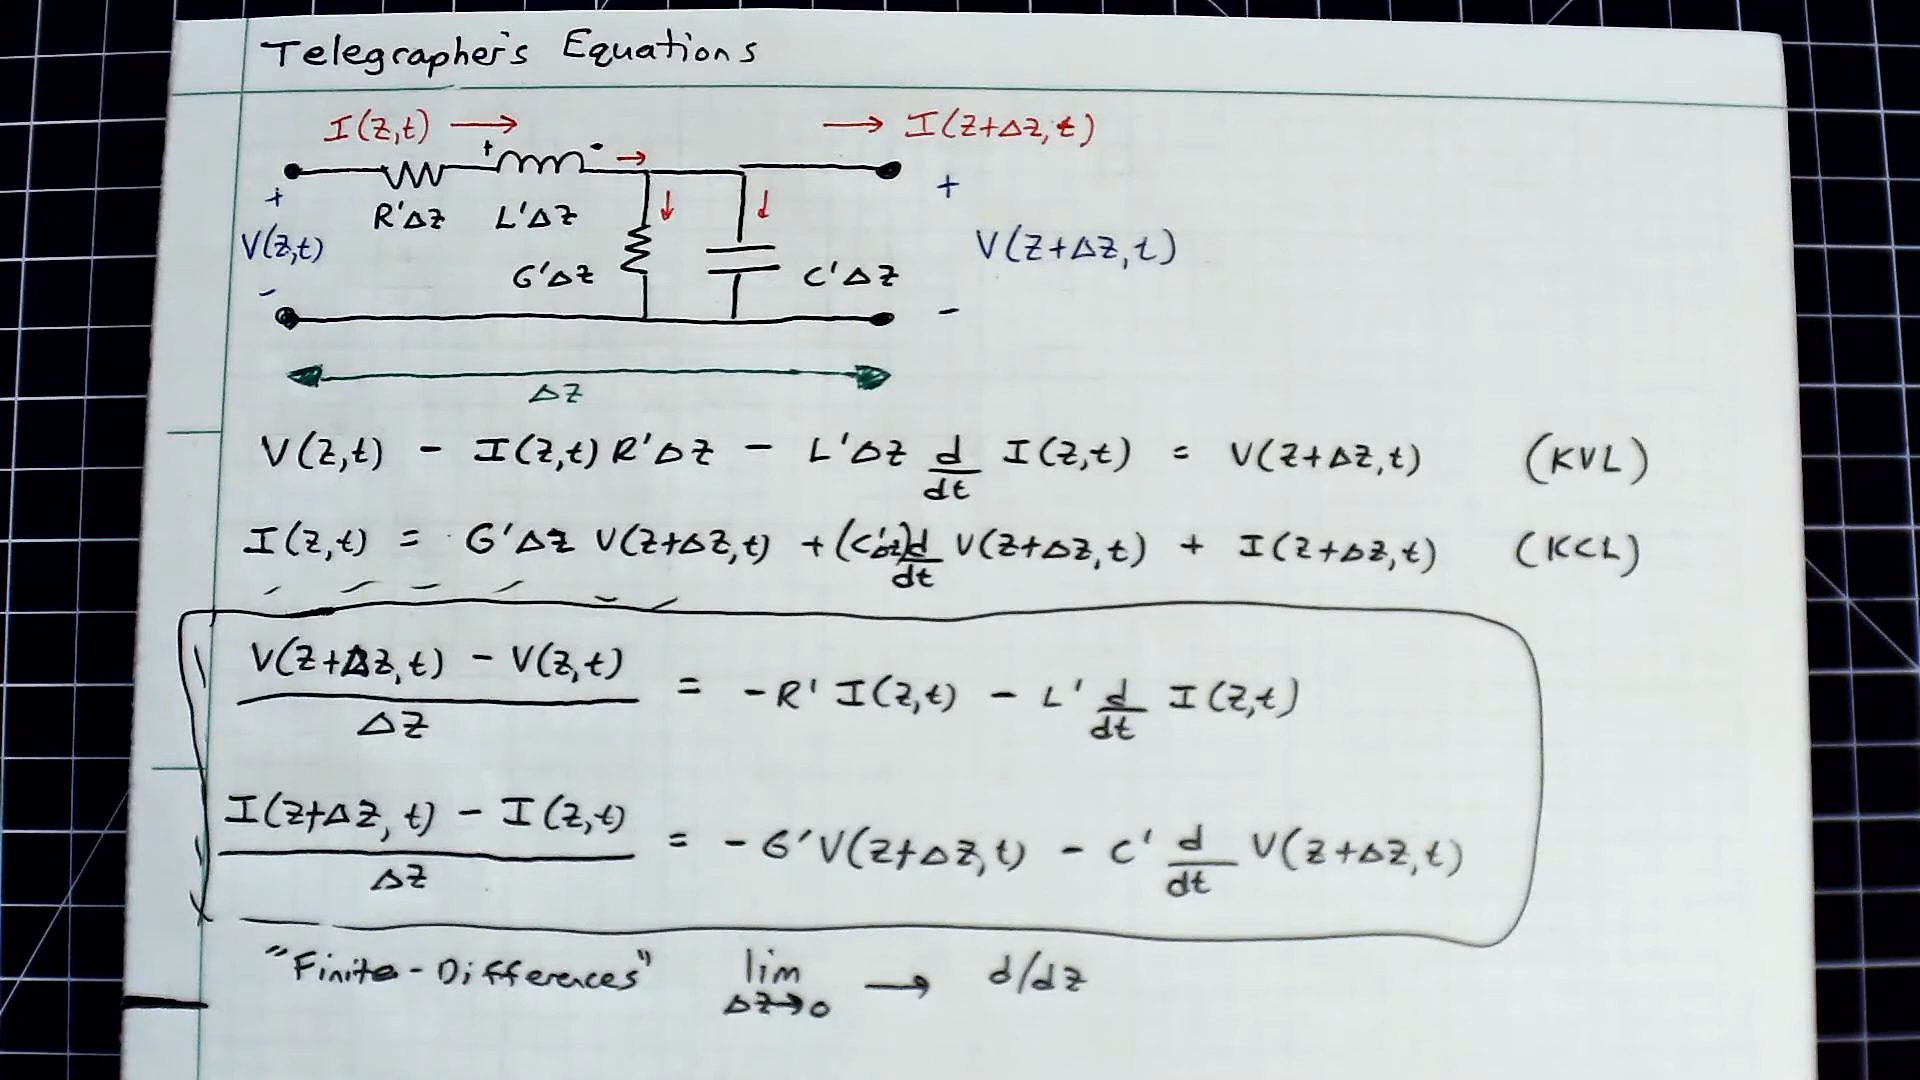 Telegrapher's Equations
I(z,t) → → I(z+Δz,t)
+ - →
+ R'Δz L'Δz ↓ ↓ +
V(z,t) G'Δz C'Δz V(z+Δz,t)
- -
Δz
V(z,t) - I(z,t) R'Δz - L'Δz d/dt I(z,t) = V(z+Δz,t) (KVL)
I(z,t) = G'Δz V(z+Δz,t) + (C'Δz) d/dt V(z+Δz,t) + I(z+Δz,t) (KCL)
(V(z+Δz,t) - V(z,t))/Δz = -R' I(z,t) - L' d/dt I(z,t)
(I(z+Δz,t) - I(z,t))/Δz = -G'V(z+Δz,t) - C' d/dt V(z+Δz,t)
"Finite-Differences" lim Δz→0 → d/dz